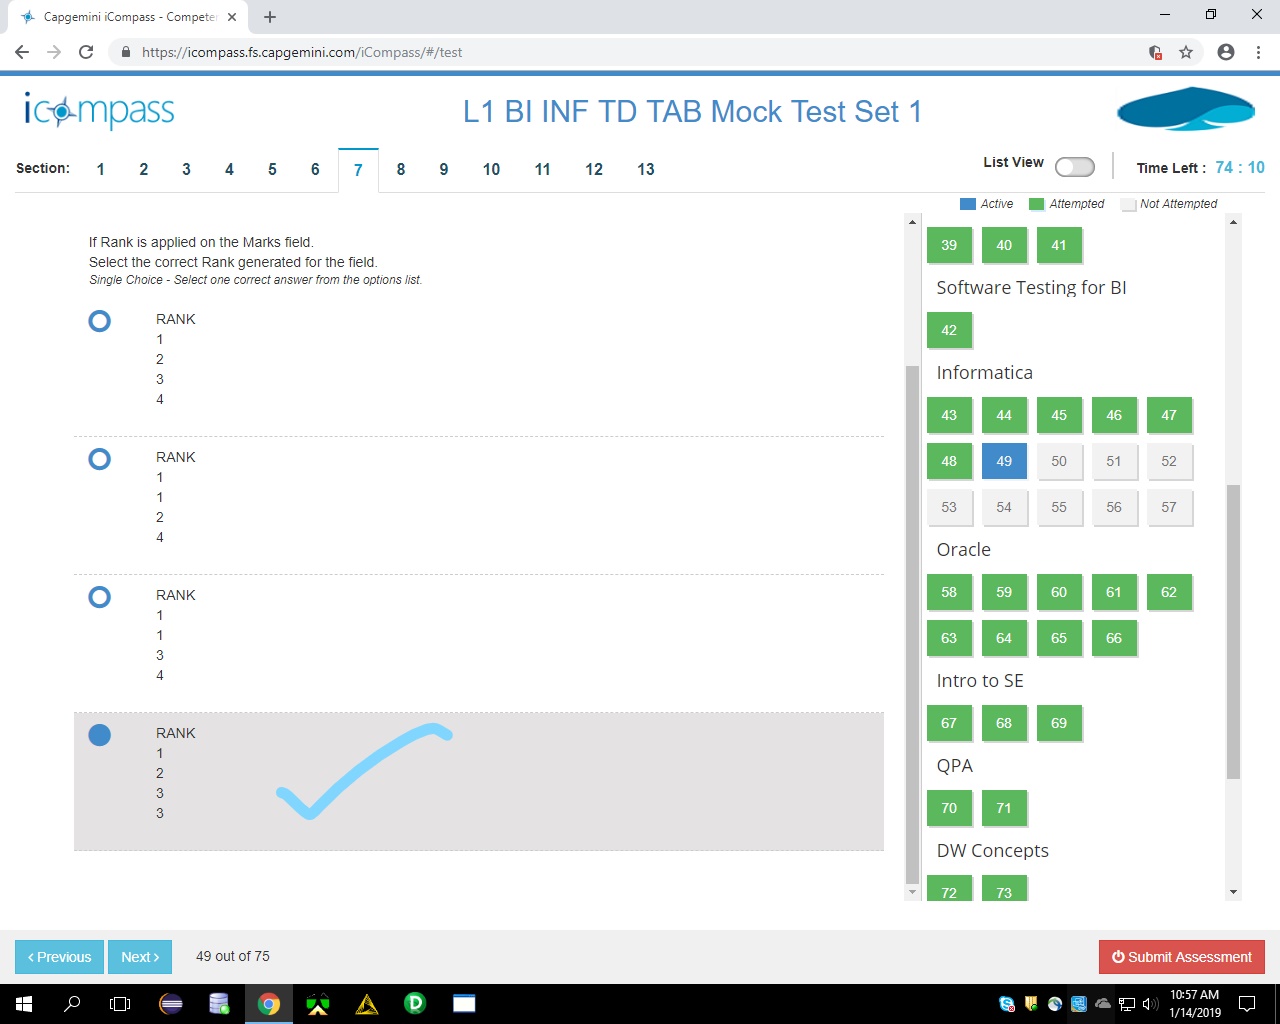 Capgemini iCompass - Competen
https://icompass.fs.capgemini.com/iCompass/#/test
icompass
L1 BI INF TD TAB Mock Test Set 1
Section: 1 2 3 4 5 6 7 8 9 10 11 12 13
List View
Time Left : 74 : 10
Active Attempted Not Attempted
If Rank is applied on the Marks field.
Select the correct Rank generated for the field.
Single Choice - Select one correct answer from the options list.
RANK
1
2
3
4
RANK
1
1
2
4
RANK
1
1
3
4
RANK
1
2
3
3
39 40 41
Software Testing for BI
42
Informatica
43 44 45 46 47
48 49 50 51 52
53 54 55 56 57
Oracle
58 59 60 61 62
63 64 65 66
Intro to SE
67 68 69
QPA
70 71
DW Concepts
72 73
Previous
Next
49 out of 75
Submit Assessment
10:57 AM
1/14/2019